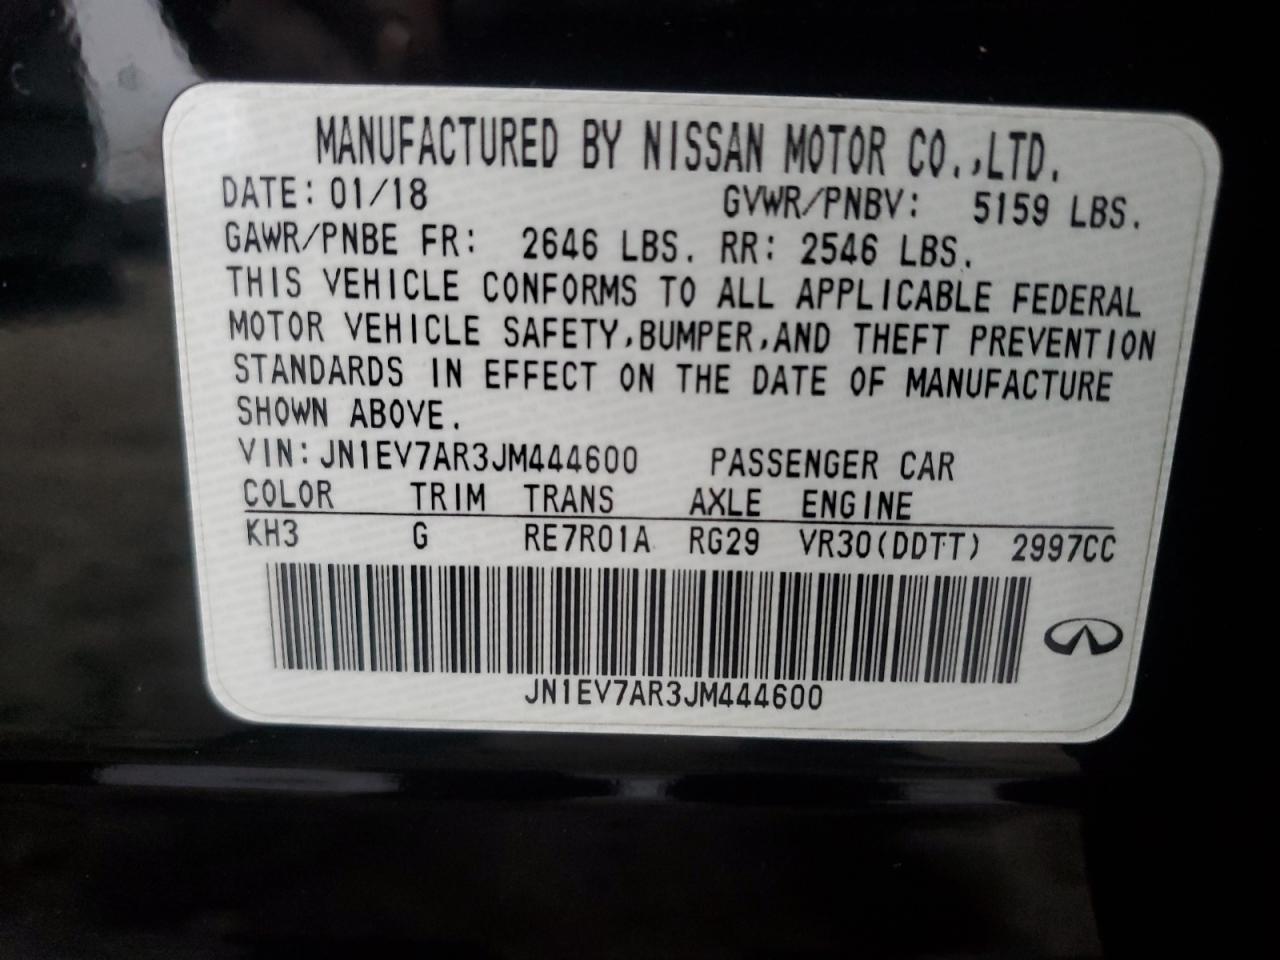 MANUFACTURED BY NISSAN MOTOR CO.,LTD.
DATE: 01/18 GVWR/PNBV: 5159 LBS.
GAWR/PNBE FR: 2646 LBS. RR: 2546 LBS.
THIS VEHICLE CONFORMS TO ALL APPLICABLE FEDERAL
MOTOR VEHICLE SAFETY,BUMPER,AND THEFT PREVENTION
STANDARDS IN EFFECT ON THE DATE OF MANUFACTURE
SHOWN ABOVE.
VIN:JN1EV7AR3JM444600 PASSENGER CAR
COLOR TRIM TRANS AXLE ENGINE
KH3 G RE7R01A RG29 VR30(DDTT) 2997CC
JN1EV7AR3JM444600